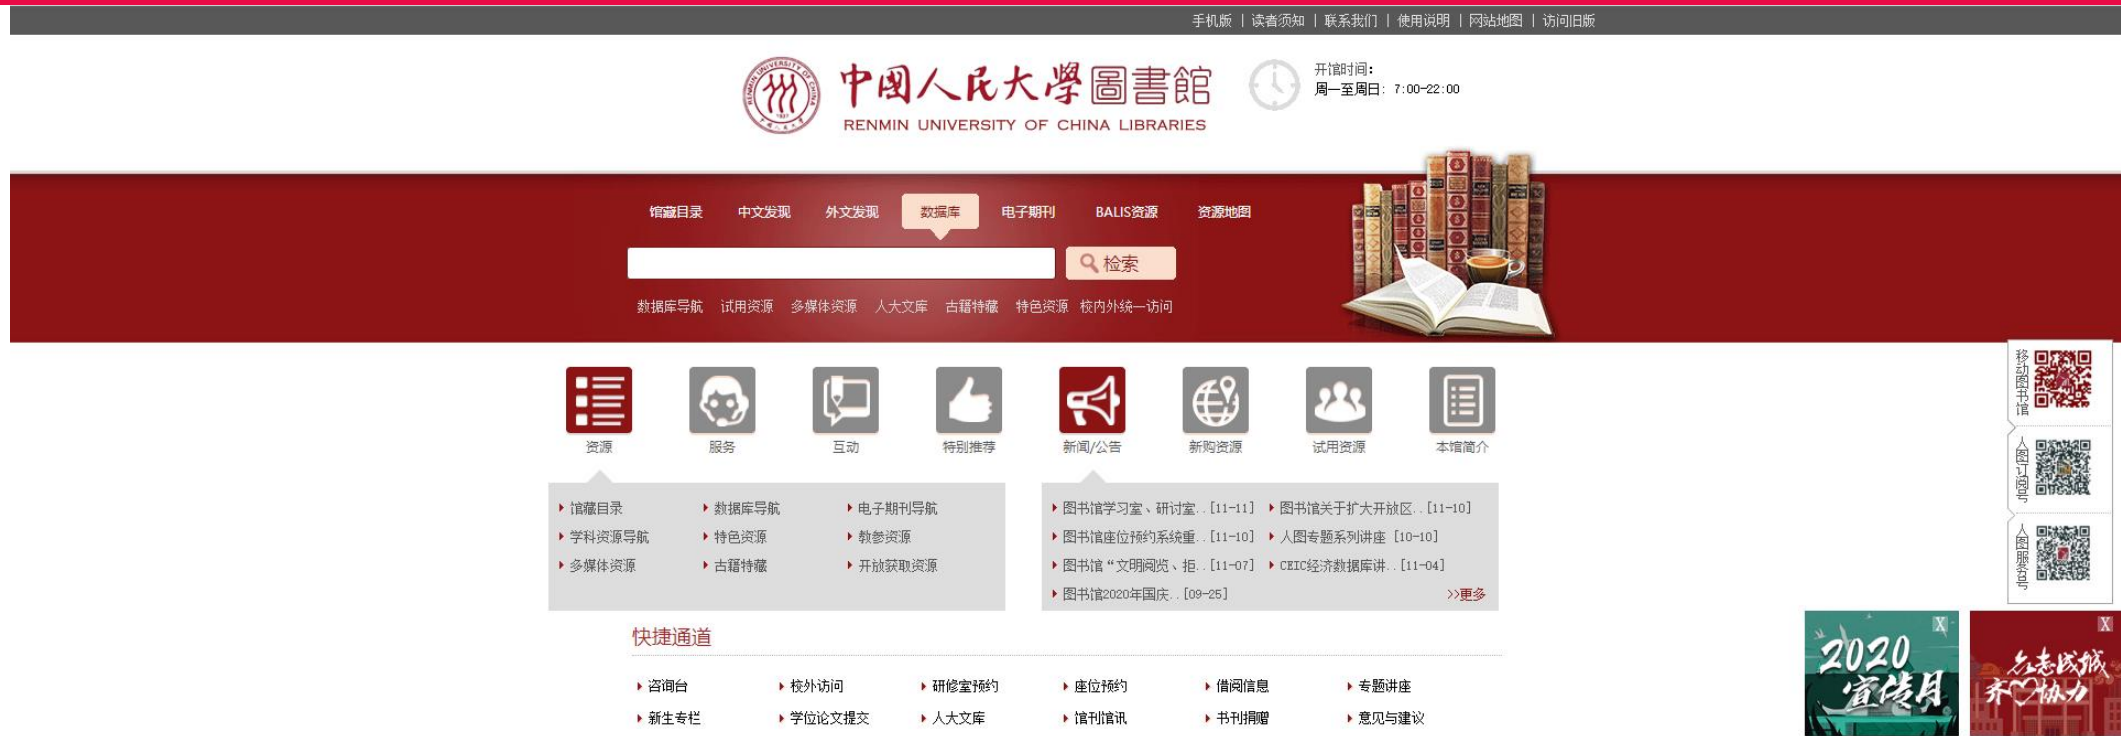 手机版 | 读者须知 | 联系我们 | 使用说明 | 网站地图 | 访问旧版
中国人民大學圖書館
RENMIN UNIVERSITY OF CHINA LIBRARIES
开馆时间：
周一至周日：7:00-22:00
馆藏目录 中文发现 外文发现 数据库 电子期刊 BALIS资源 资源地图
检索
数据库导航 试用资源 多媒体资源 人大文库 古籍特藏 特色资源 校内外统一访问
资源 服务 互动 特别推荐 新闻/公告 新购资源 试用资源 本馆简介
馆藏目录 数据库导航 电子期刊导航
学科资源导航 特色资源 教参资源
多媒体资源 古籍特藏 开放获取资源
图书馆学习室、研讨室..[11-11] 图书馆关于扩大开放区..[11-10]
图书馆座位预约系统重..[11-10] 人图专题系列讲座 [10-10]
图书馆“文明阅览、拒..[11-07] CEIC经济数据库讲..[11-04]
图书馆2020年国庆..[09-25] >>更多
快捷通道
咨询台 校外访问 研修室预约 座位预约 借阅信息 专题讲座
新生专栏 学位论文提交 人大文库 馆刊馆讯 书刊捐赠 意见与建议
移动图书馆
人图订阅号
人图服务号
X
2020
宣传月
X
众志成城
齐心协力